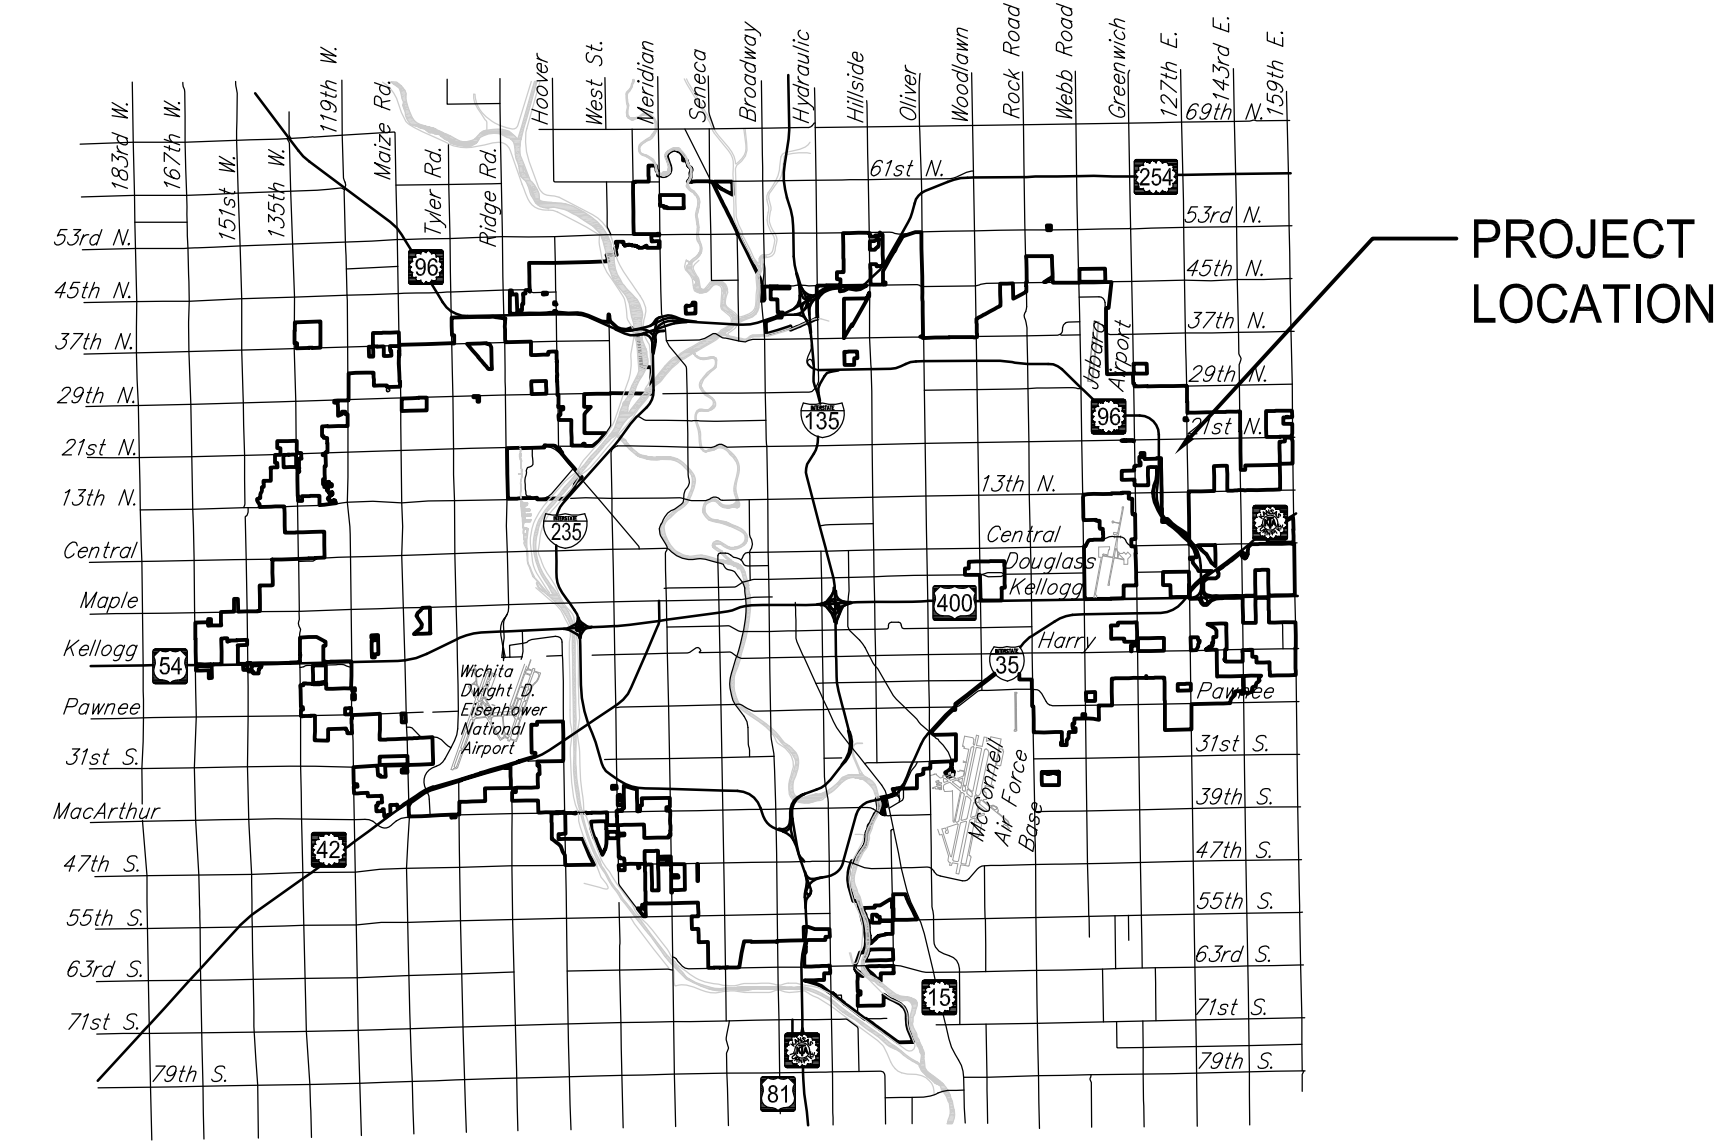 183rd W.
167th W.
151st W.
135th W.
119th W.
Maize Rd.
Tyler Rd.
Ridge Rd.
Hoover
West St.
Meridian
Seneca
Broadway
Hydraulic
Hillside
Oliver
Woodlawn
Rock Road
Webb Road
Greenwich
127th E.
143rd E.
159th E.
69th N.
61st N.
254
53rd N.
53rd N.
PROJECT
LOCATION
96
45th N.
45th N.
37th N.
37th N.
Jabara
Airport
29th N.
29th N.
96
INTERSTATE
135
21st N.
21st N.
13th N.
13th N.
INTERSTATE
235
Central
Central
Douglass
Kellogg
Maple
400
Kellogg
54
Harry
INTERSTATE
35
Wichita
Dwight D.
Eisenhower
National
Airport
Pawnee
Pawnee
31st S.
31st S.
McConnell
Air Force
Base
MacArthur
39th S.
42
47th S.
47th S.
55th S.
55th S.
63rd S.
63rd S.
15
71st S.
71st S.
79th S.
79th S.
81